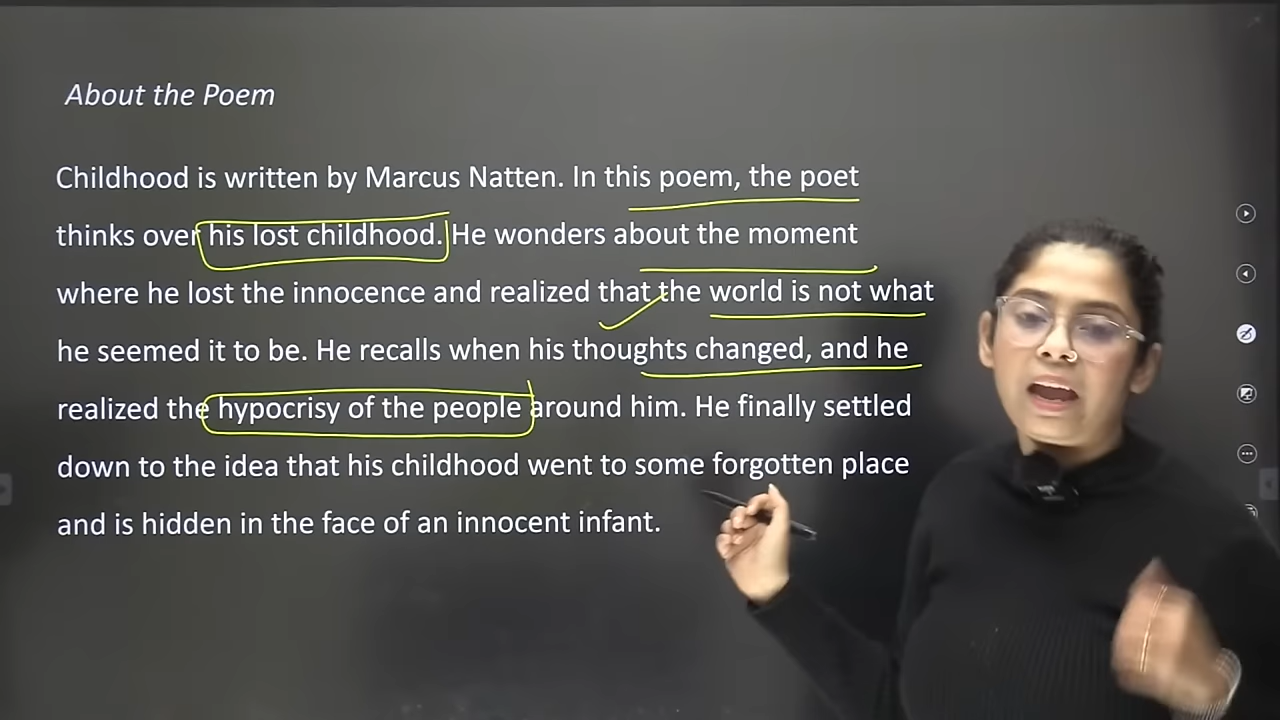 About the Poem
Childhood is written by Marcus Natten. In this poem, the poet
thinks over his lost childhood. He wonders about the moment
where he lost the innocence and realized that the world is not what
he seemed it to be. He recalls when his thoughts changed, and he
realized the hypocrisy of the people around him. He finally settled
down to the idea that his childhood went to some forgotten place
and is hidden in the face of an innocent infant.